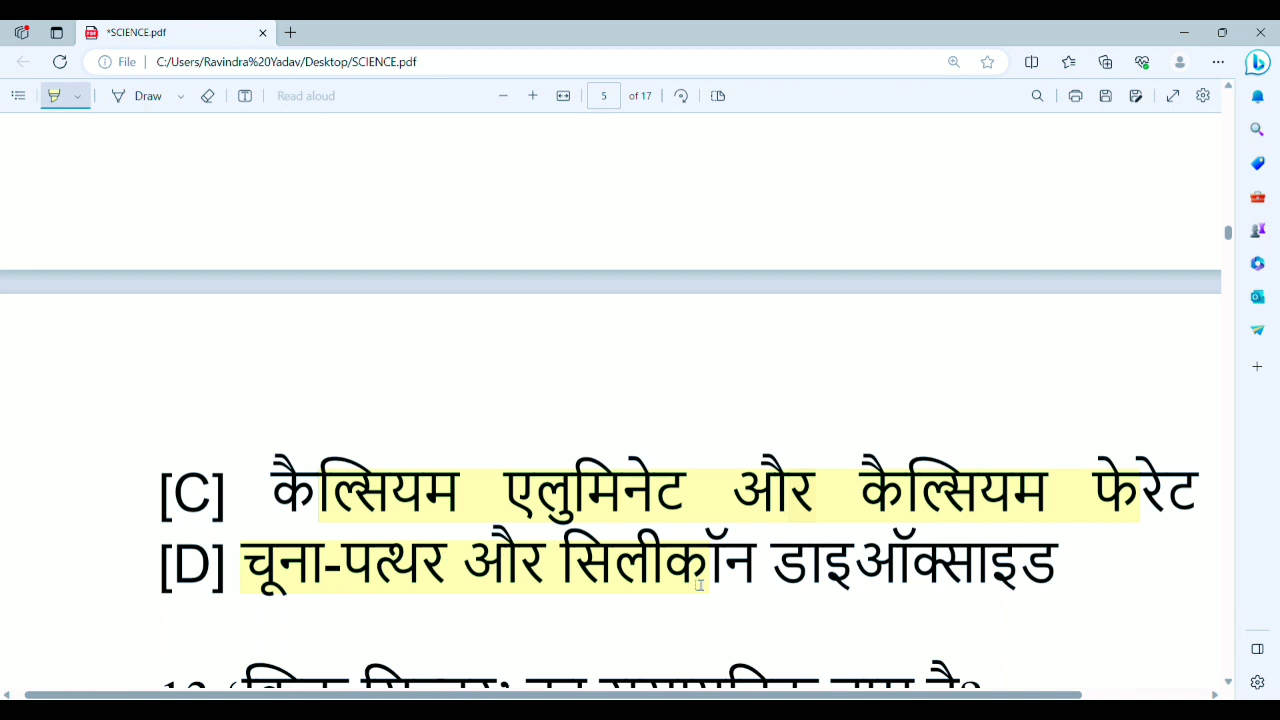 *SCIENCE.pdf
File
C:/Users/Ravindra%20Yadav/Desktop/SCIENCE.pdf
Draw
Read aloud
5
of 17
[C] कैल्सियम एलुमिनेट और कैल्सियम फेरेट
[D] चूना-पत्थर और सिलीकॉन डाइऑक्साइड